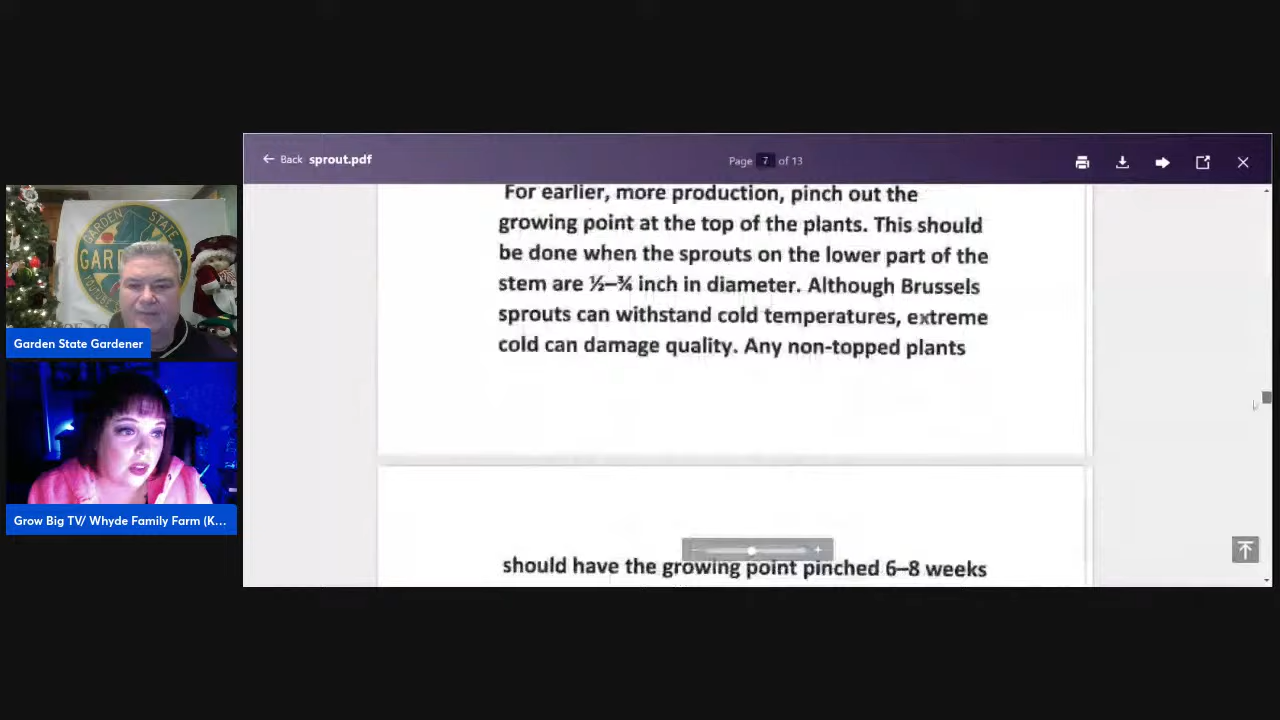 Back sprout.pdf
Page 7 of 13
For earlier, more production, pinch out the
growing point at the top of the plants. This should
be done when the sprouts on the lower part of the
stem are ½–¾ inch in diameter. Although Brussels
sprouts can withstand cold temperatures, extreme
cold can damage quality. Any non-topped plants
should have the growing point pinched 6–8 weeks
GARDEN STATE
Garden State Gardener
Grow Big TV/ Whyde Family Farm (K...